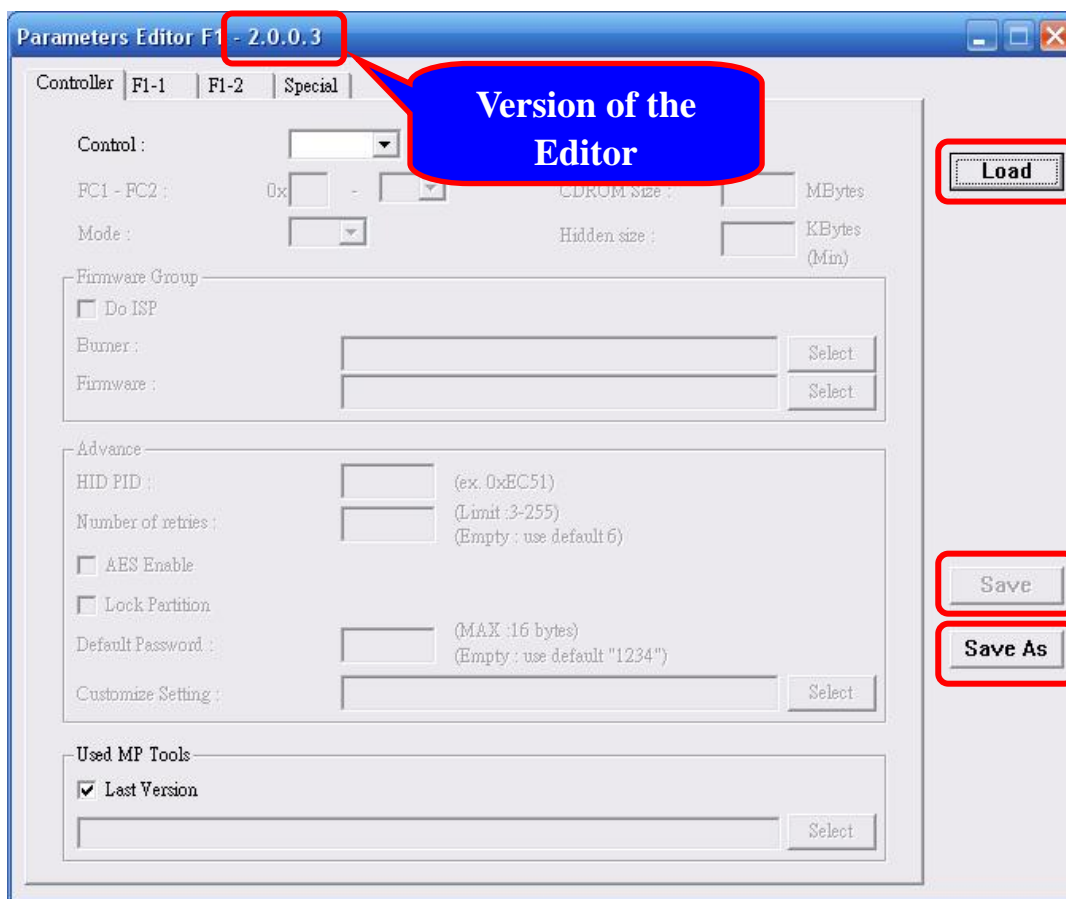 Parameters Editor F1 - 2.0.0.3
Controller F1-1 F1-2 Special
Version of the
Editor
Control :
Load
FC1 - FC2 : 0x - CDROM Size : MBytes
Mode : Hidden size : KBytes
(Min)
Firmware Group
Do ISP
Burner : Select
Firmware : Select
Advance
HID PID : (ex. 0xEC51)
Number of retries : (Limit :3-255)
(Empty : use default 6)
AES Enable
Save
Lock Partition
Default Password : (MAX :16 bytes)
(Empty : use default "1234")
Save As
Customize Setting : Select
Used MP Tools
Last Version
Select